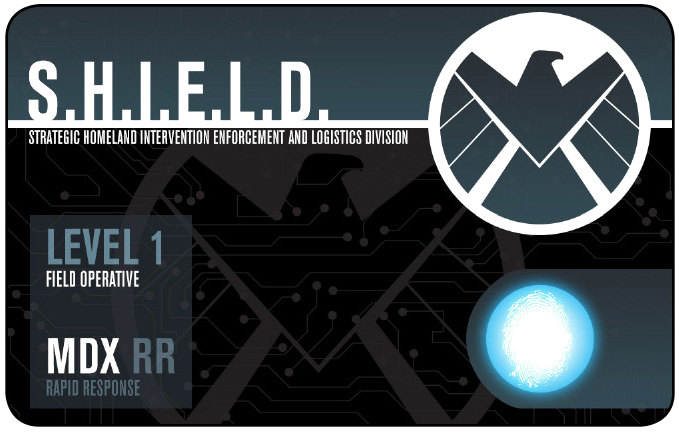 S.H.I.E.L.D.
STRATEGIC HOMELAND INTERVENTION ENFORCEMENT AND LOGISTICS DIVISION
LEVEL 1
FIELD OPERATIVE
MDX RR
RAPID RESPONSE